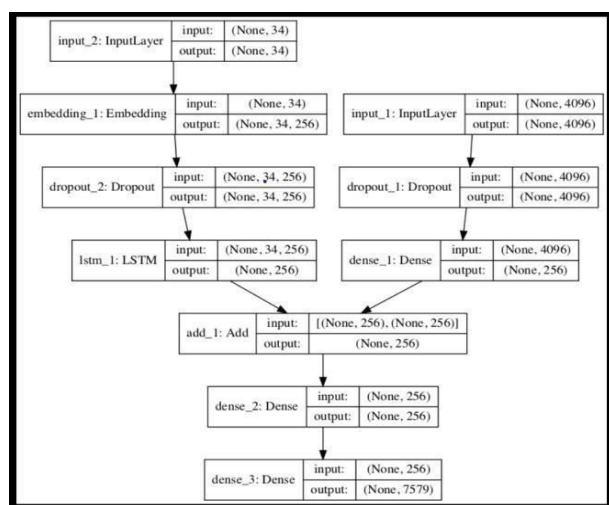 input_2: InputLayer
input: (None, 34)
output: (None, 34)
embedding_1: Embedding
input: (None, 34)
output: (None, 34, 256)
input_1: InputLayer
input: (None, 4096)
output: (None, 4096)
dropout_2: Dropout
input: (None, 34, 256)
output: (None, 34, 256)
dropout_1: Dropout
input: (None, 4096)
output: (None, 4096)
lstm_1: LSTM
input: (None, 34, 256)
output: (None, 256)
dense_1: Dense
input: (None, 4096)
output: (None, 256)
add_1: Add
input: [(None, 256), (None, 256)]
output: (None, 256)
dense_2: Dense
input: (None, 256)
output: (None, 256)
dense_3: Dense
input: (None, 256)
output: (None, 7579)